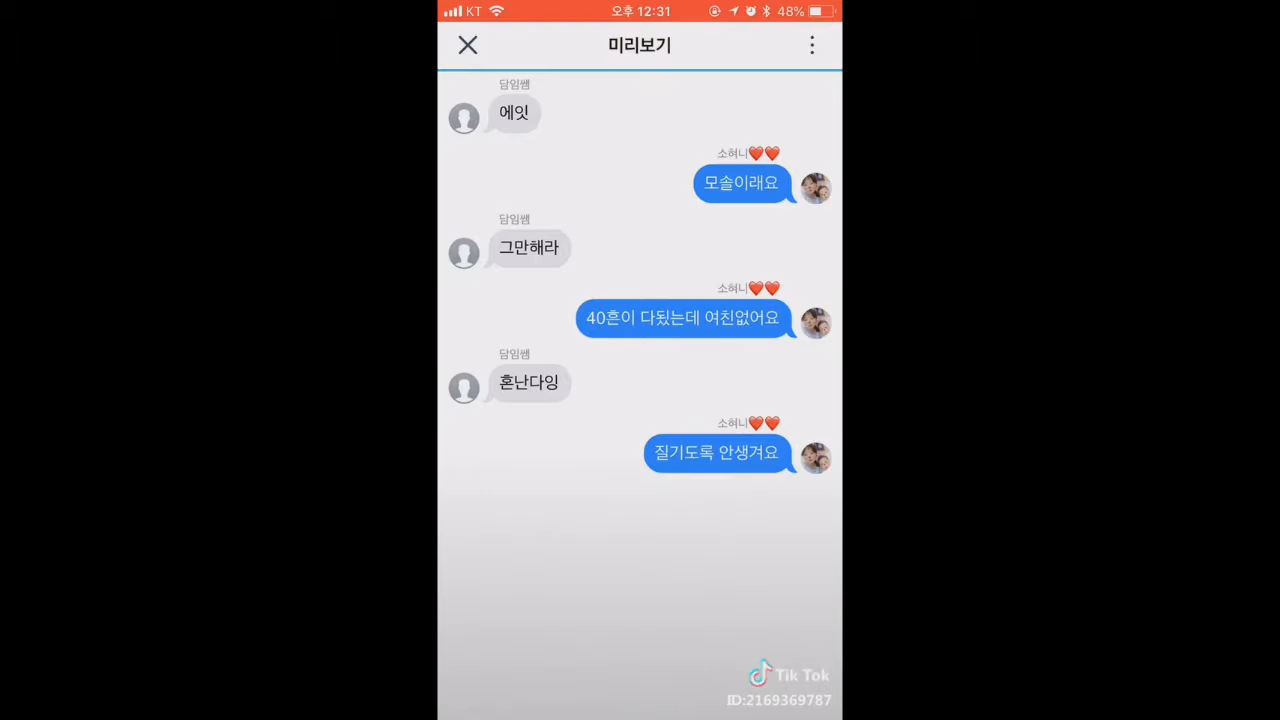 KT 오후 12:31 48%
미리보기
담임쌤
에잇
소혀니❤️❤️
모솔이래요
담임쌤
그만해라
소혀니❤️❤️
40흔이 다됬는데 여친없어요
담임쌤
혼난다잉
소혀니❤️❤️
질기도록 안생겨요
Tik Tok
ID:2169369787